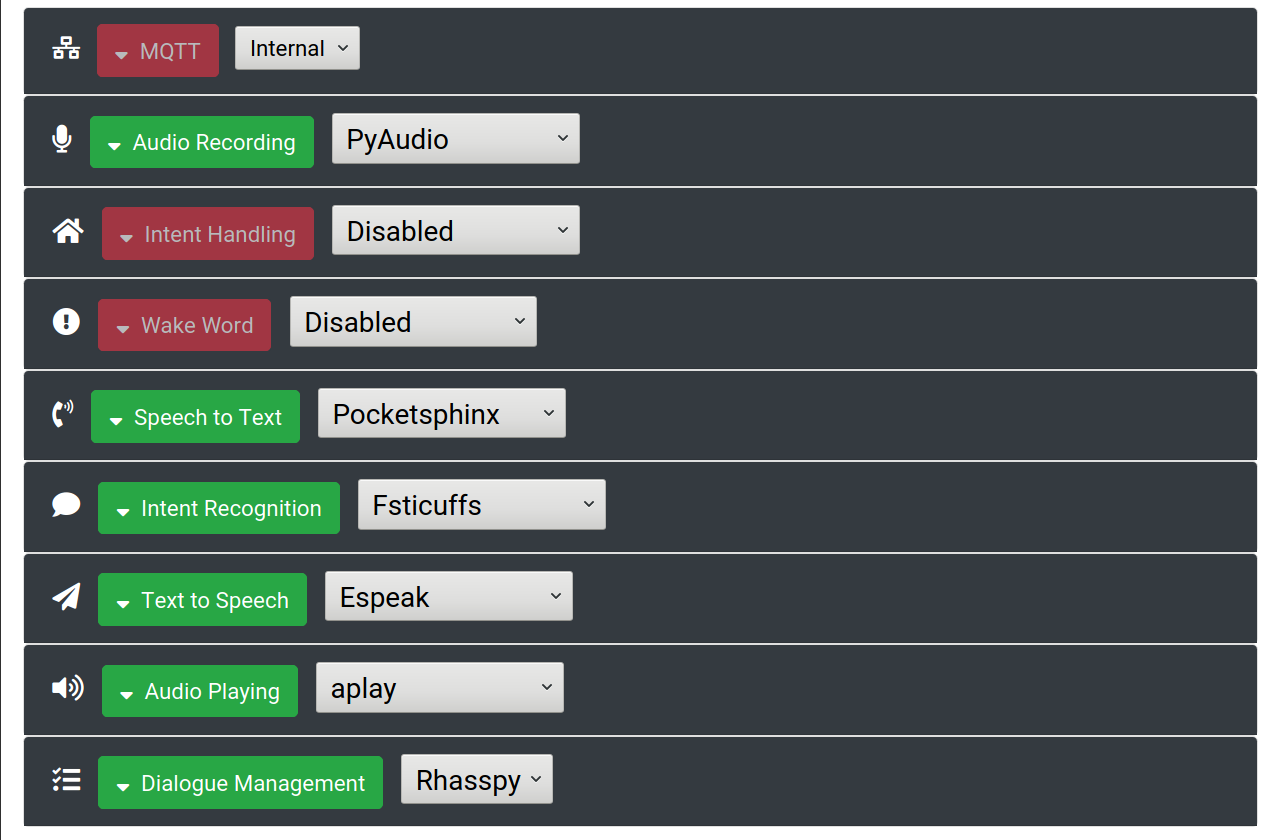 MQTT Internal
Audio Recording PyAudio
Intent Handling Disabled
Wake Word Disabled
Speech to Text Pocketsphinx
Intent Recognition Fsticuffs
Text to Speech Espeak
Audio Playing aplay
Dialogue Management Rhasspy